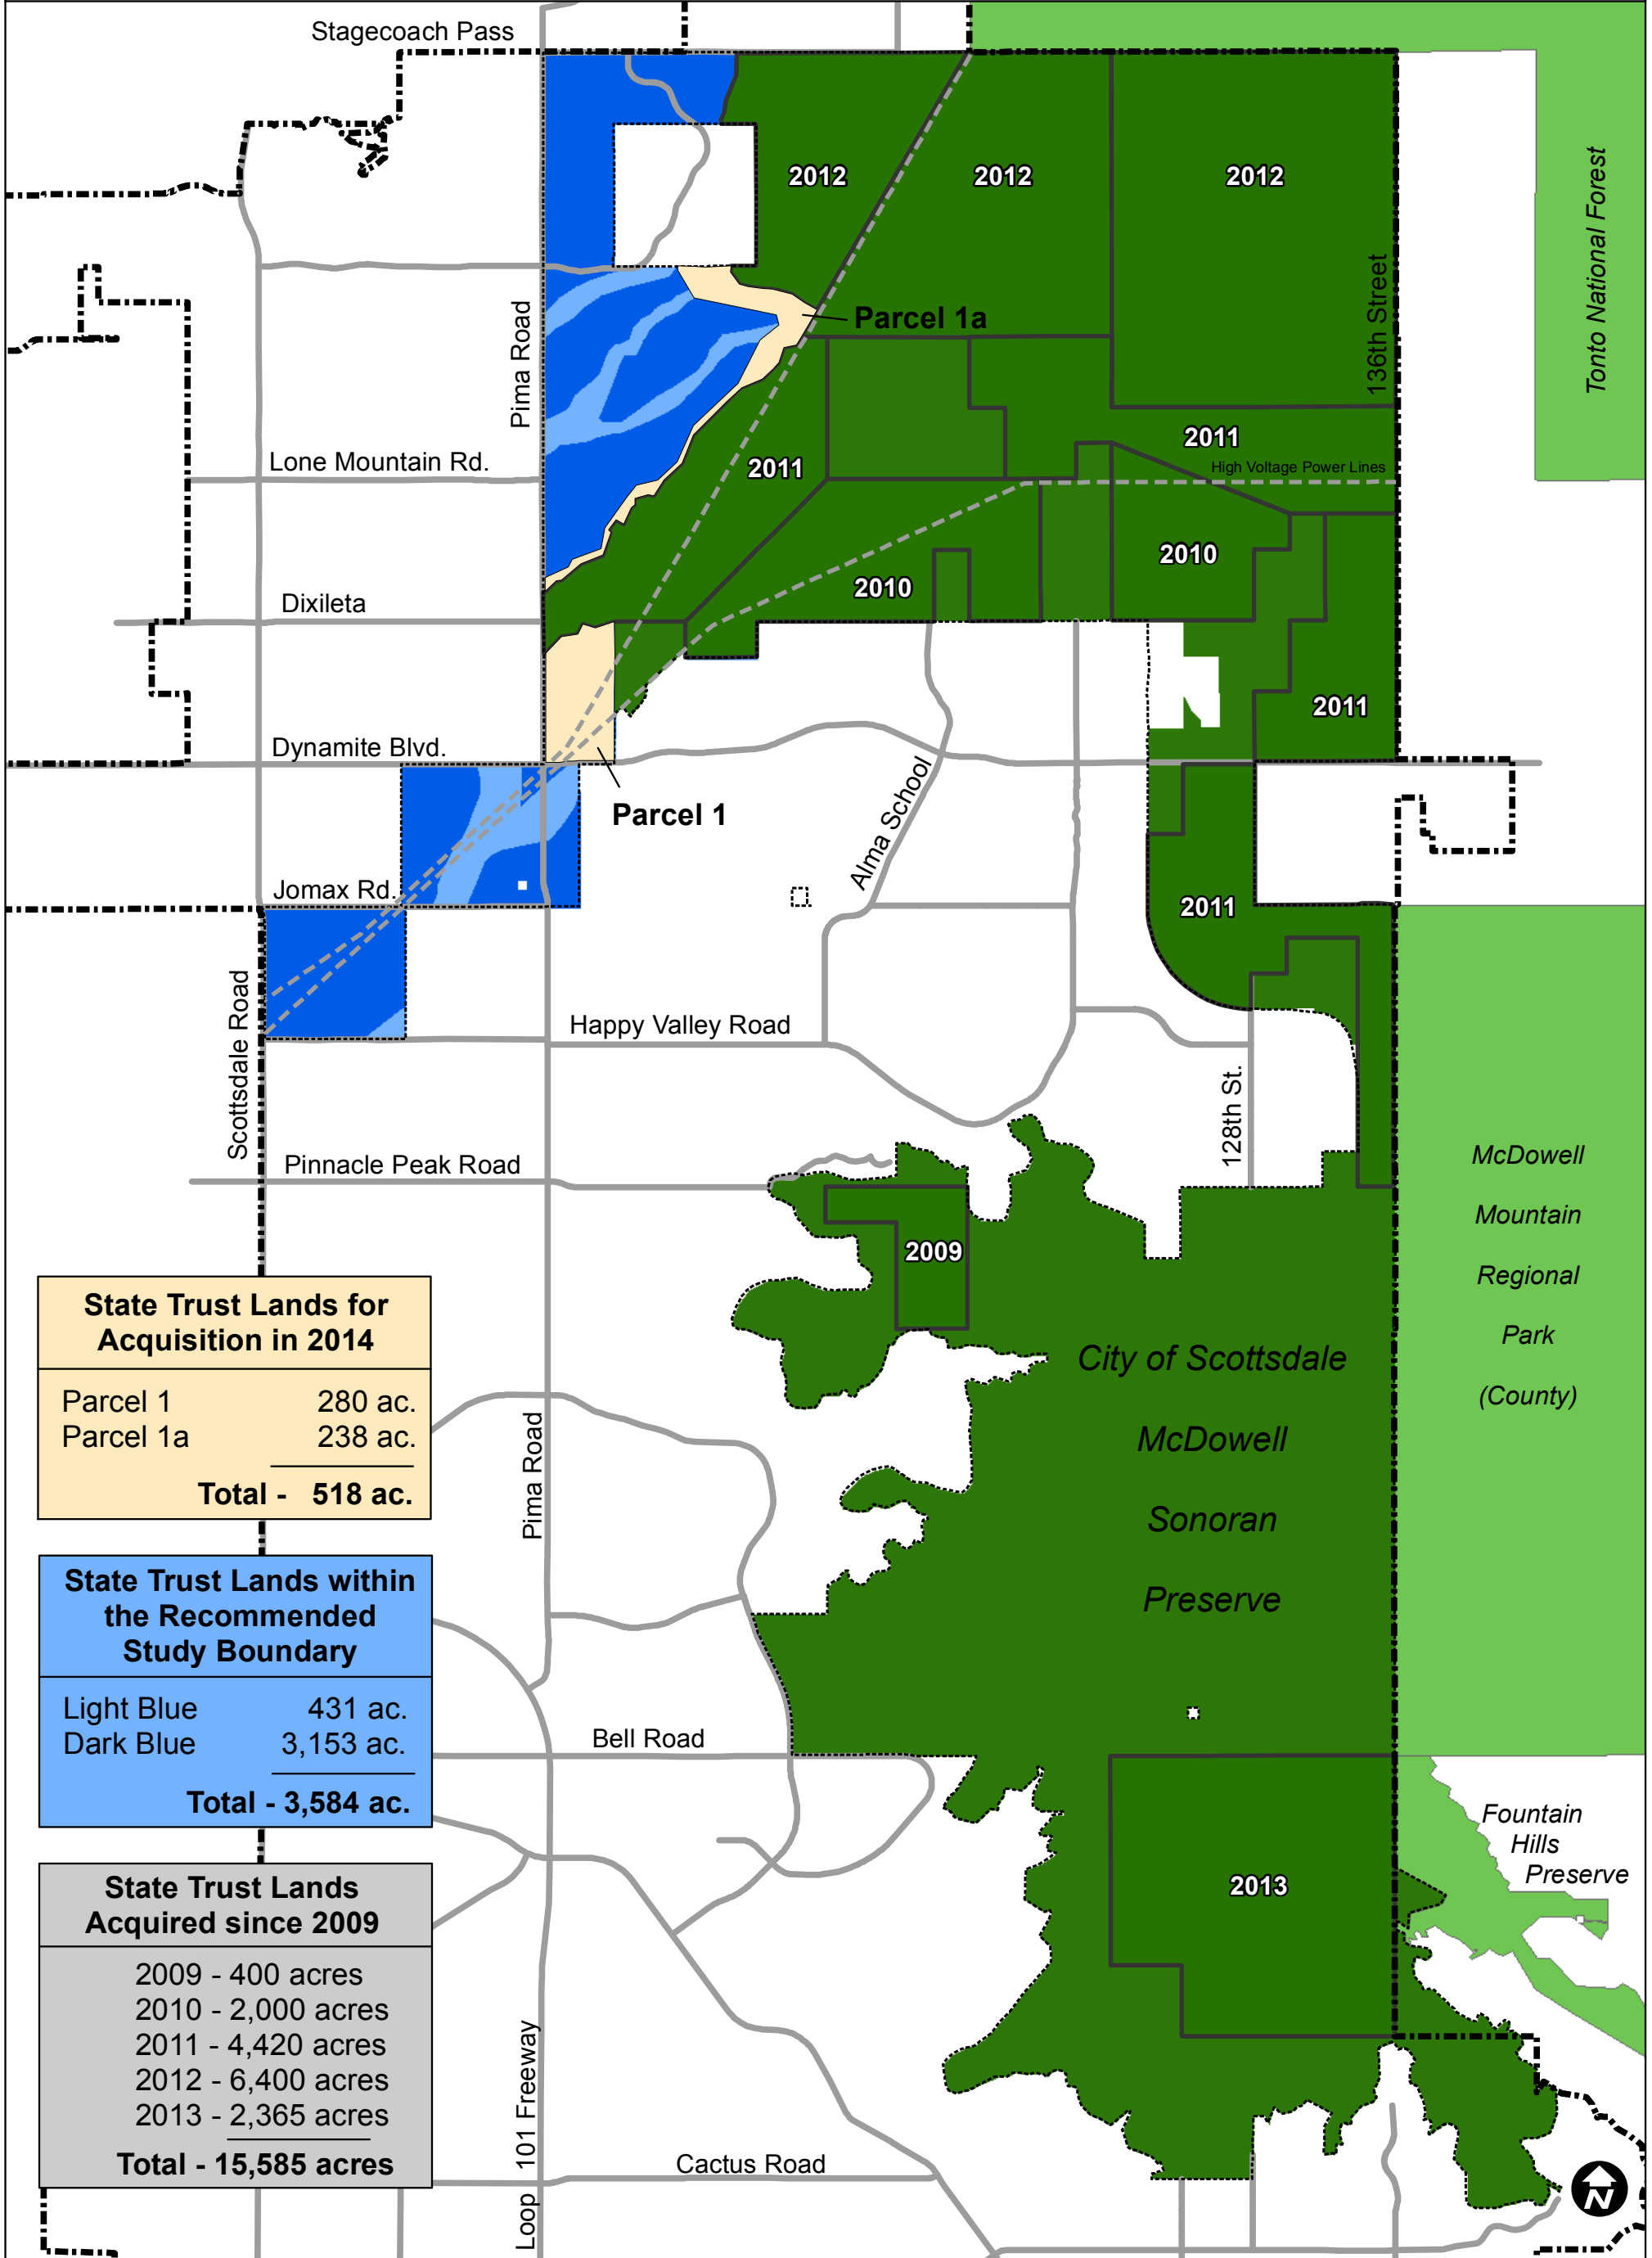 Stagecoach Pass
2012
2012
2012
Tonto National Forest
136th Street
Pima Road
Parcel 1a
2011
Lone Mountain Rd.
2011
High Voltage Power Lines
2010
2010
Dixileta
2011
Dynamite Blvd.
Parcel 1
Alma School
Jomax Rd.
2011
Scottsdale Road
Happy Valley Road
128th St.
Pinnacle Peak Road
McDowell
Mountain
Regional
Park
(County)
2009
City of Scottsdale
McDowell
Sonoran
Preserve
State Trust Lands for
Acquisition in 2014
Parcel 1 280 ac.
Parcel 1a 238 ac.
Total - 518 ac.
Pima Road
State Trust Lands within
the Recommended
Study Boundary
Light Blue 431 ac.
Dark Blue 3,153 ac.
Total - 3,584 ac.
Bell Road
Fountain
Hills
Preserve
2013
State Trust Lands
Acquired since 2009
2009 - 400 acres
2010 - 2,000 acres
2011 - 4,420 acres
2012 - 6,400 acres
2013 - 2,365 acres
Total - 15,585 acres
Loop 101 Freeway
Cactus Road
N